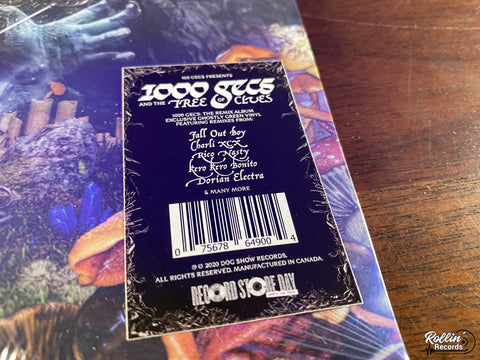 100 GECS PRESENTS
1000 GECS
AND THE TREE OF CLUES
1000 GECS: THE REMIX ALBUM
EXCLUSIVE GHOSTLY GREEN VINYL
FEATURING REMIXES FROM:
Fall Out Boy
Charli XCX
Rico Nasty
Kero Kero Bonito
Dorian Electra
& MANY MORE
0 75678 64900 4
℗ © 2020 DOG SHOW RECORDS.
ALL RIGHTS RESERVED. MANUFACTURED IN CANADA.
RECORD STORE DAY
Rollin'
Records